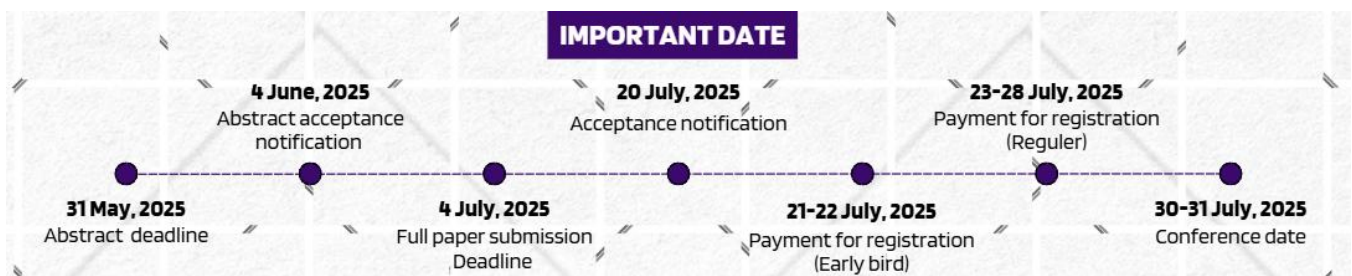 IMPORTANT DATE
31 May, 2025
Abstract deadline
4 June, 2025
Abstract acceptance
notification
4 July, 2025
Full paper submission
Deadline
20 July, 2025
Acceptance notification
21-22 July, 2025
Payment for registration
(Early bird)
23-28 July, 2025
Payment for registration
(Reguler)
30-31 July, 2025
Conference date